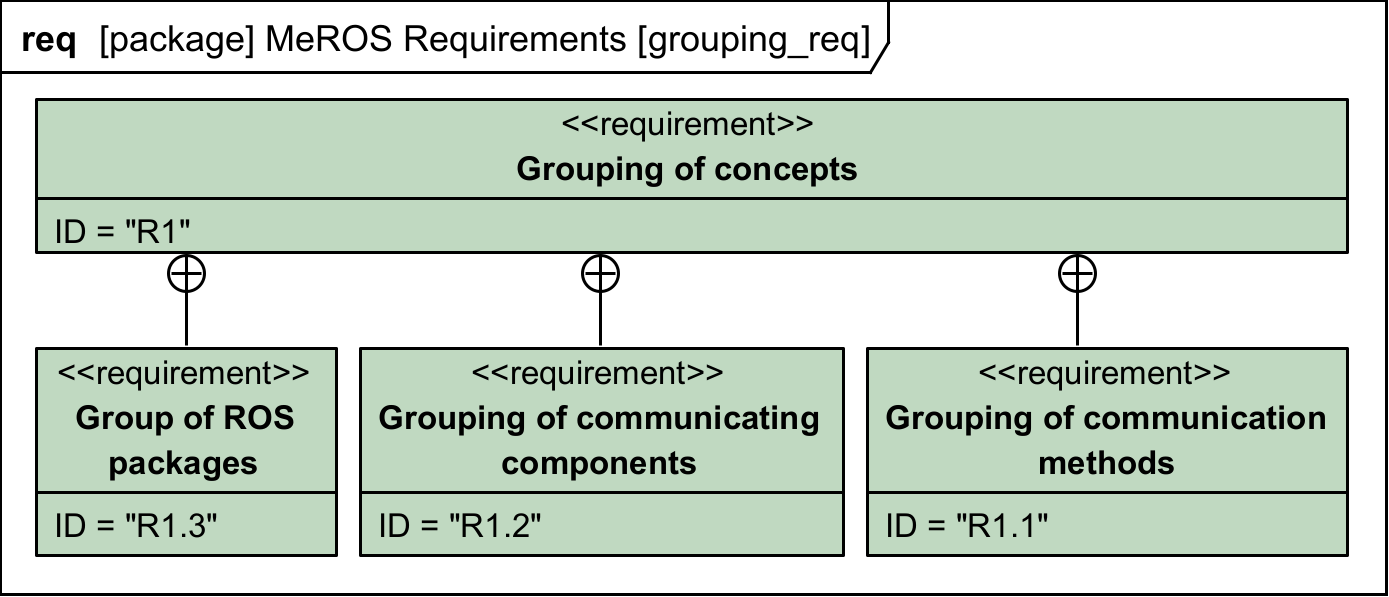 req [package] MeROS Requirements [grouping_req]
<<requirement>>
Grouping of concepts
ID = "R1"
<<requirement>>
Group of ROS
packages
ID = "R1.3"
<<requirement>>
Grouping of communicating
components
ID = "R1.2"
<<requirement>>
Grouping of communication
methods
ID = "R1.1"